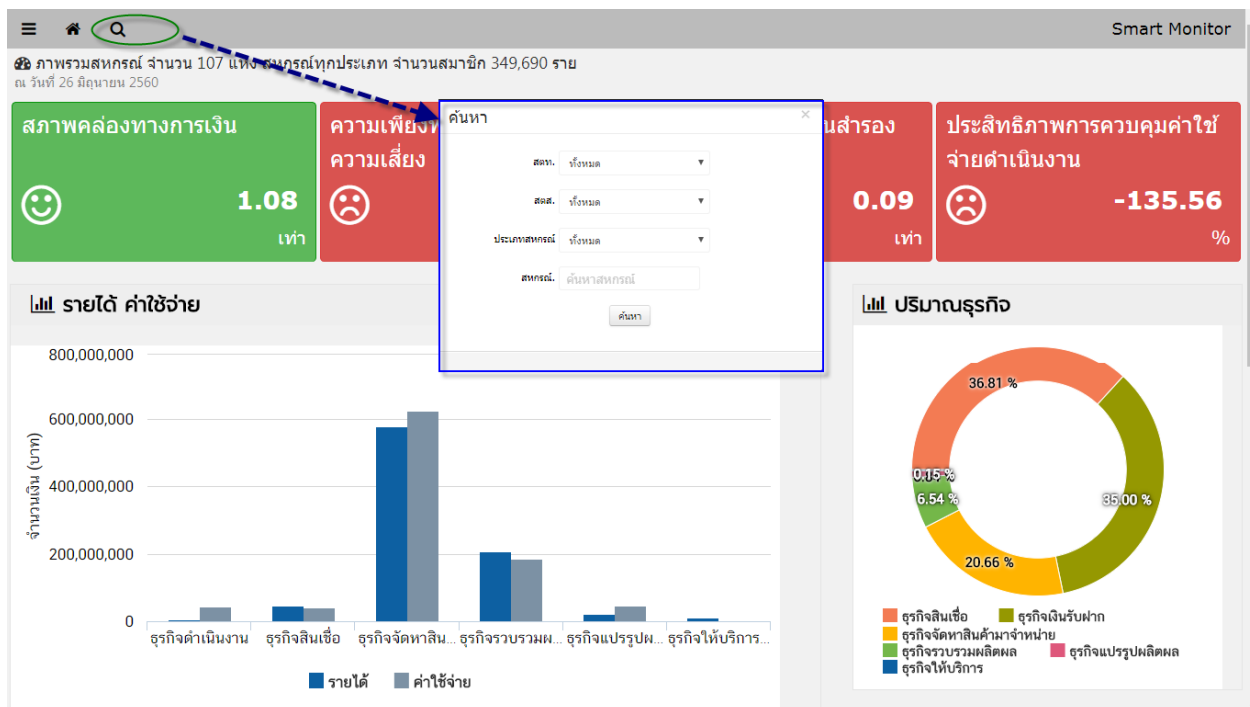 Smart Monitor
ภาพรวมสหกรณ์ จำนวน 107 แห่ง สหกรณ์ทุกประเภท จำนวนสมาชิก 349,690 ราย
ณ วันที่ 26 มิถุนายน 2560
สภาพคล่องทางการเงิน
1.08
เท่า
ความเสี่ยง
นสำรอง
0.09
เท่า
ประสิทธิภาพการควบคุมค่าใช้
จ่ายดำเนินงาน
-135.56
%
ค้นหา
×
สตท. ทั้งหมด
สตส. ทั้งหมด
ประเภทสหกรณ์ ทั้งหมด
สหกรณ์. ค้นหาสหกรณ์
ค้นหา
รายได้ ค่าใช้จ่าย
จำนวนเงิน (บาท)
800,000,000
600,000,000
400,000,000
200,000,000
0
ธุรกิจดำเนินงาน ธุรกิจสินเชื่อ ธุรกิจจัดหาสิน... ธุรกิจรวบรวมผ... ธุรกิจแปรรูปผ... ธุรกิจให้บริการ...
รายได้ ค่าใช้จ่าย
ปริมาณธุรกิจ
36.81 %
0.15 %
6.54 %
35.00 %
20.66 %
ธุรกิจสินเชื่อ ธุรกิจเงินรับฝาก
ธุรกิจจัดหาสินค้ามาจำหน่าย
ธุรกิจรวบรวมผลิตผล ธุรกิจแปรรูปผลิตผล
ธุรกิจให้บริการ